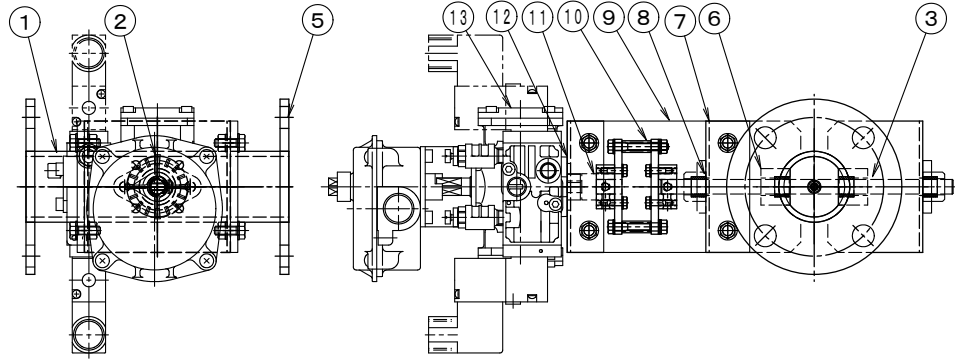 ① ② ⑤ ⑬ ⑫ ⑪ ⑩ ⑨ ⑧ ⑦ ⑥ ③